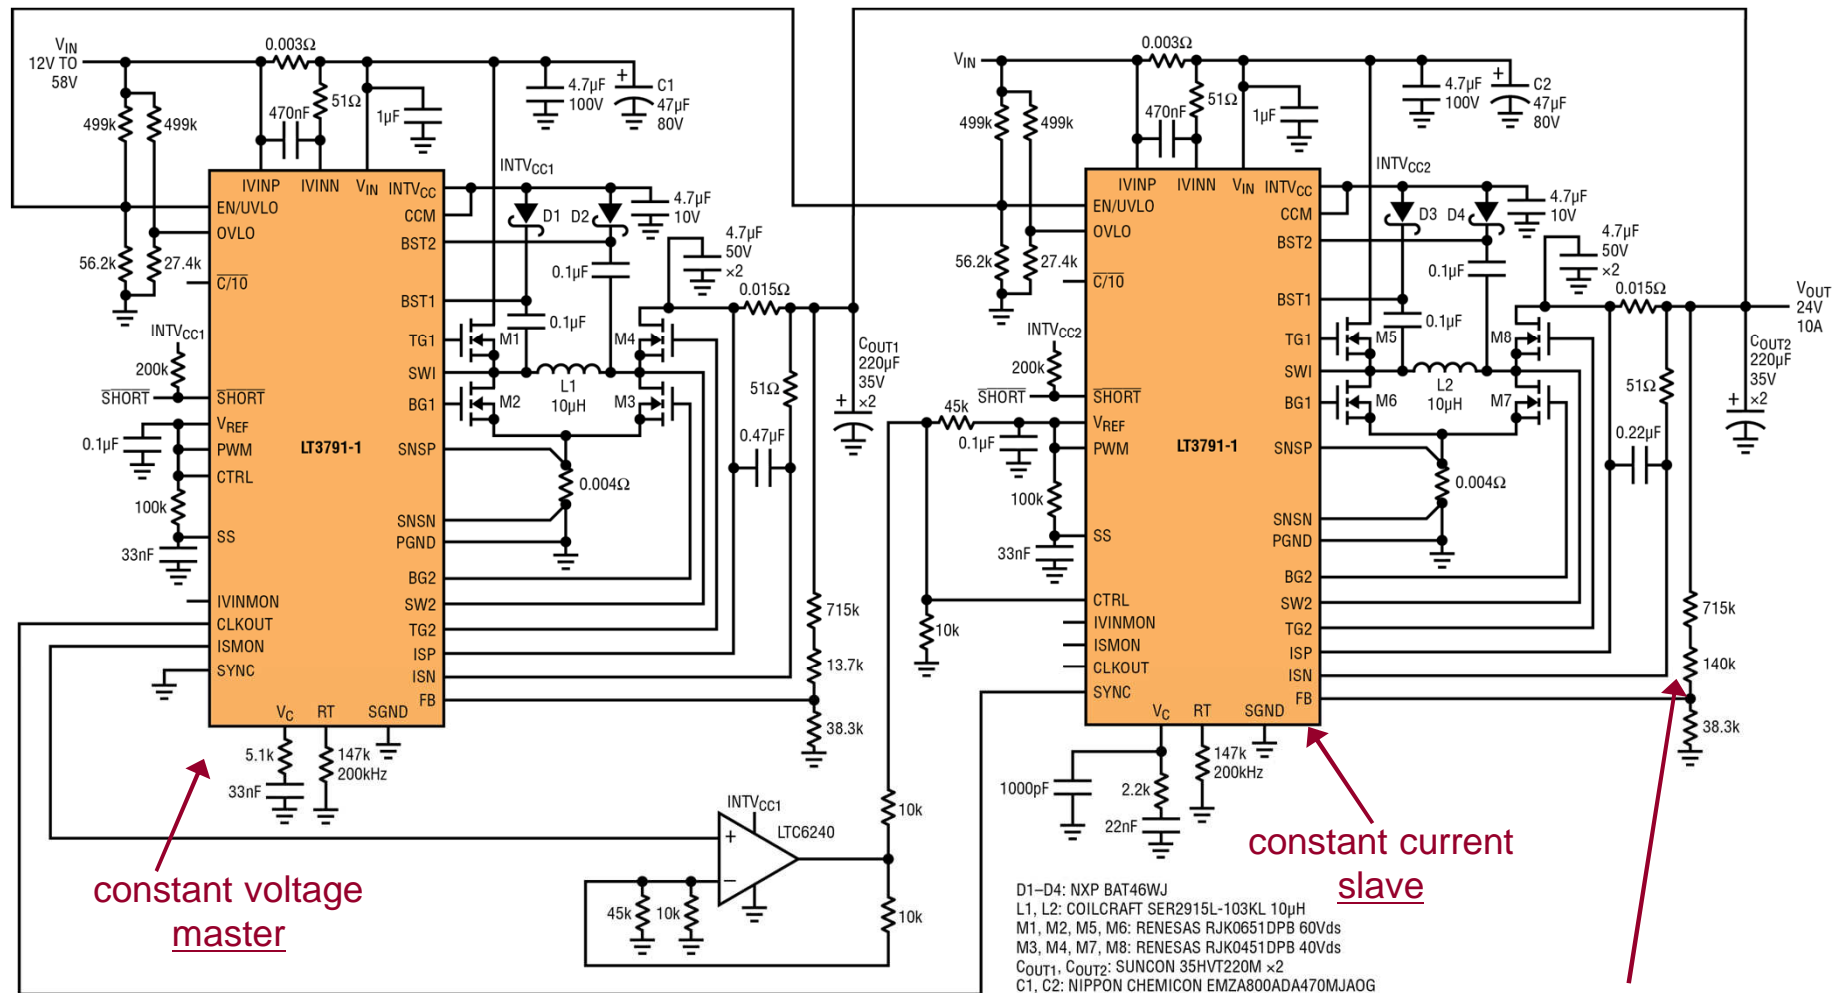 VIN
12V TO
58V
0.003Ω
499k
499k
470nF
51Ω
1µF
4.7µF
100V
+
C1
47µF
80V
INTVCC1
IVINP
IVINN
VIN
INTVCC
EN/UVLO
CCM
OVLO
BST2
D1
D2
4.7µF
10V
56.2k
27.4k
C/10
0.1µF
4.7µF
50V
×2
0.015Ω
BST1
0.1µF
INTVCC1
200k
TG1
M1
M4
SWI
L1
10µH
SHORT
SHORT
BG1
M2
M3
51Ω
COUT1
220µF
35V
×2
+
VREF
0.1µF
PWM
LT3791-1
SNSP
0.47µF
CTRL
0.004Ω
100k
SNSN
SS
PGND
33nF
BG2
IVINMON
SW2
715k
CLKOUT
TG2
ISMON
ISP
13.7k
SYNC
ISN
FB
VC
RT
SGND
38.3k
5.1k
147k
200kHz
33nF
constant voltage
master
INTVCC1
LTC6240
+
–
45k
10k
10k
10k
VIN
0.003Ω
499k
499k
470nF
51Ω
1µF
4.7µF
100V
+
C2
47µF
80V
INTVCC2
IVINP
IVINN
VIN
INTVCC
EN/UVLO
CCM
OVLO
BST2
D3
D4
4.7µF
10V
56.2k
27.4k
C/10
0.1µF
4.7µF
50V
×2
0.015Ω
BST1
0.1µF
VOUT
24V
10A
INTVCC2
200k
TG1
M5
M8
SWI
L2
10µH
SHORT
SHORT
BG1
M6
M7
51Ω
COUT2
220µF
35V
×2
+
45k
0.1µF
VREF
PWM
LT3791-1
SNSP
0.22µF
0.004Ω
100k
SNSN
SS
PGND
33nF
BG2
CTRL
SW2
715k
10k
IVINMON
TG2
ISMON
ISP
140k
CLKOUT
ISN
SYNC
FB
VC
RT
SGND
38.3k
1000pF
2.2k
147k
200kHz
22nF
constant current
slave
D1–D4: NXP BAT46WJ
L1, L2: COILCRAFT SER2915L-103KL 10µH
M1, M2, M5, M6: RENESAS RJK0651DPB 60Vds
M3, M4, M7, M8: RENESAS RJK0451DPB 40Vds
COUT1, COUT2: SUNCON 35HVT220M ×2
C1, C2: NIPPON CHEMICON EMZA800ADA470MJAOG